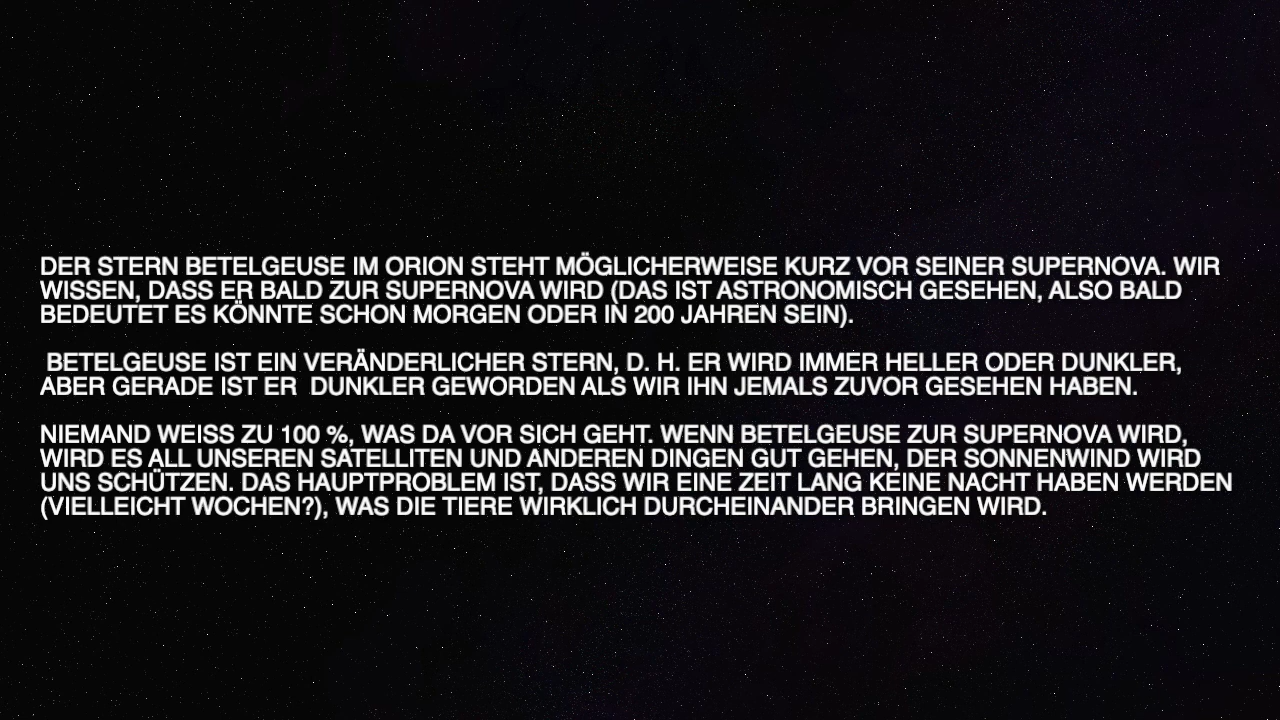 DER STERN BETELGEUSE IM ORION STEHT MÖGLICHERWEISE KURZ VOR SEINER SUPERNOVA. WIR
WISSEN, DASS ER BALD ZUR SUPERNOVA WIRD (DAS IST ASTRONOMISCH GESEHEN, ALSO BALD
BEDEUTET ES KÖNNTE SCHON MORGEN ODER IN 200 JAHREN SEIN).
BETELGEUSE IST EIN VERÄNDERLICHER STERN, D. H. ER WIRD IMMER HELLER ODER DUNKLER,
ABER GERADE IST ER  DUNKLER GEWORDEN ALS WIR IHN JEMALS ZUVOR GESEHEN HABEN.
NIEMAND WEISS ZU 100 %, WAS DA VOR SICH GEHT. WENN BETELGEUSE ZUR SUPERNOVA WIRD,
WIRD ES ALL UNSEREN SATELLITEN UND ANDEREN DINGEN GUT GEHEN, DER SONNENWIND WIRD
UNS SCHÜTZEN. DAS HAUPTPROBLEM IST, DASS WIR EINE ZEIT LANG KEINE NACHT HABEN WERDEN
(VIELLEICHT WOCHEN?), WAS DIE TIERE WIRKLICH DURCHEINANDER BRINGEN WIRD.